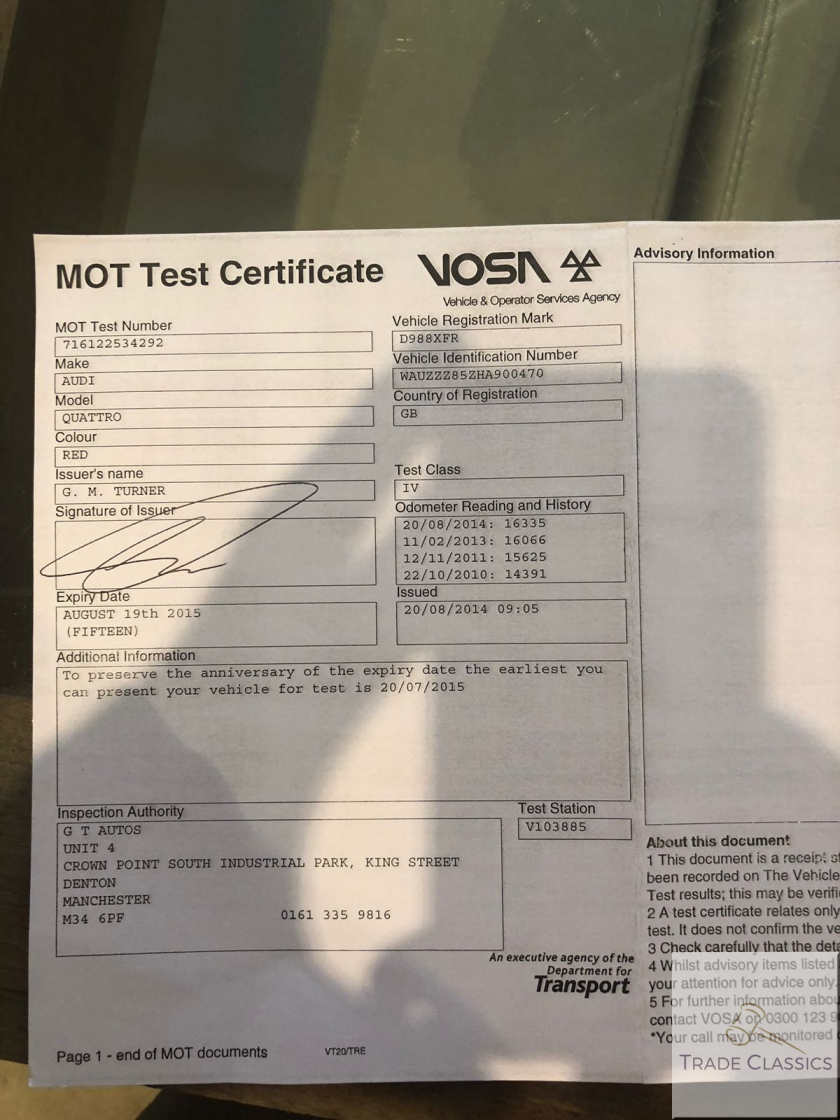 MOT Test Certificate
VOSA
Vehicle & Operator Services Agency
MOT Test Number
716122534292
Make
AUDI
Model
QUATTRO
Colour
RED
Issuer's name
G. M. TURNER
Signature of Issuer
Expiry Date
AUGUST 19th 2015
(FIFTEEN)
Vehicle Registration Mark
D988XFR
Vehicle Identification Number
WAUZZZ85ZHA900470
Country of Registration
GB
Test Class
IV
Odometer Reading and History
20/08/2014: 16335
11/02/2013: 16066
12/11/2011: 15625
22/10/2010: 14391
Issued
20/08/2014 09:05
Additional Information
To preserve the anniversary of the expiry date the earliest you
can present your vehicle for test is 20/07/2015
Inspection Authority
G T AUTOS
UNIT 4
CROWN POINT SOUTH INDUSTRIAL PARK, KING STREET
DENTON
MANCHESTER
M34 6PF 0161 335 9816
Test Station
V103885
An executive agency of the
Department for
Transport
Page 1 - end of MOT documents
VT20/TRE
Advisory Information
About this document
1 This document is a receipt
been recorded on The Vehicle
Test results; this may be
2 A test certificate relates only
test. It does not confirm the
3 Check carefully that the
4 Whilst advisory items listed
your attention for advice only.
5 For further information
contact VOSA on 0300 123
*Your call may be monitored
TRADE CLASSICS